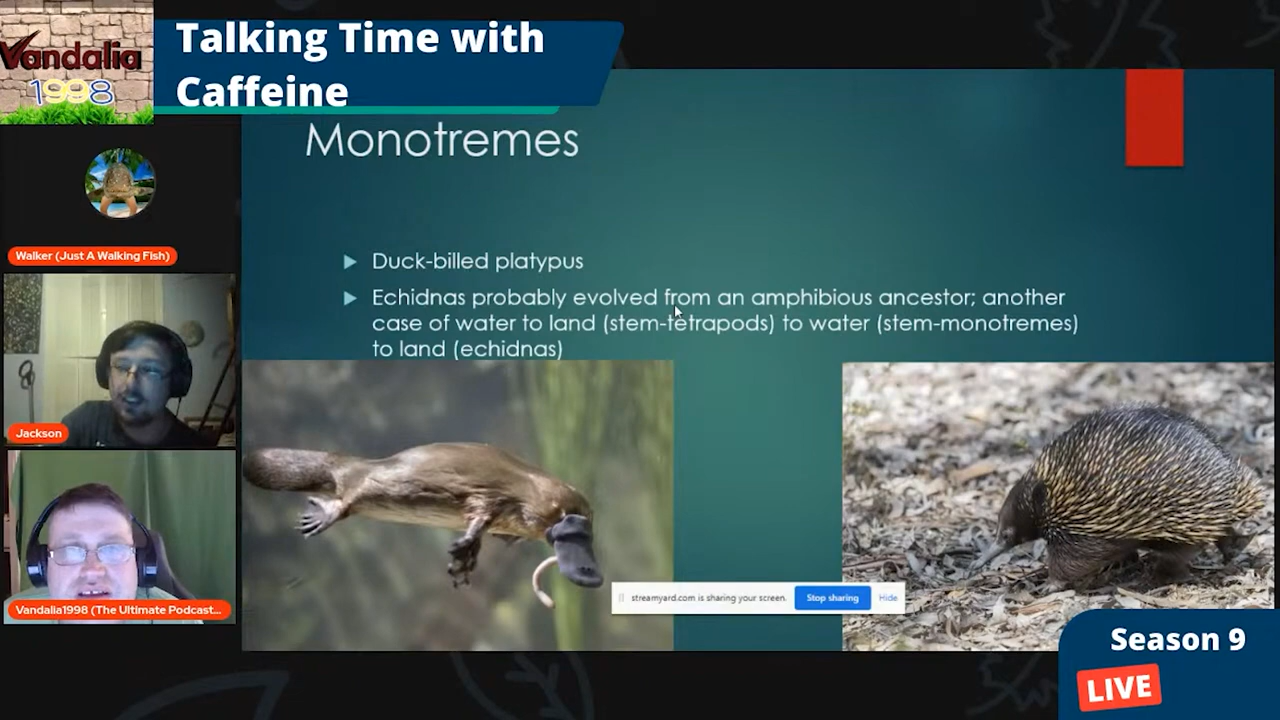 Vandalia
1998
Talking Time with
Caffeine
Monotremes
Walker (Just A Walking Fish)
Duck-billed platypus
Echidnas probably evolved from an amphibious ancestor; another
case of water to land (stem-tetrapods) to water (stem-monotremes)
to land (echidnas)
Jackson
Vandalia1998 (The Ultimate Podcast...
streamyard.com is sharing your screen.
Stop sharing
Hide
Season 9
LIVE